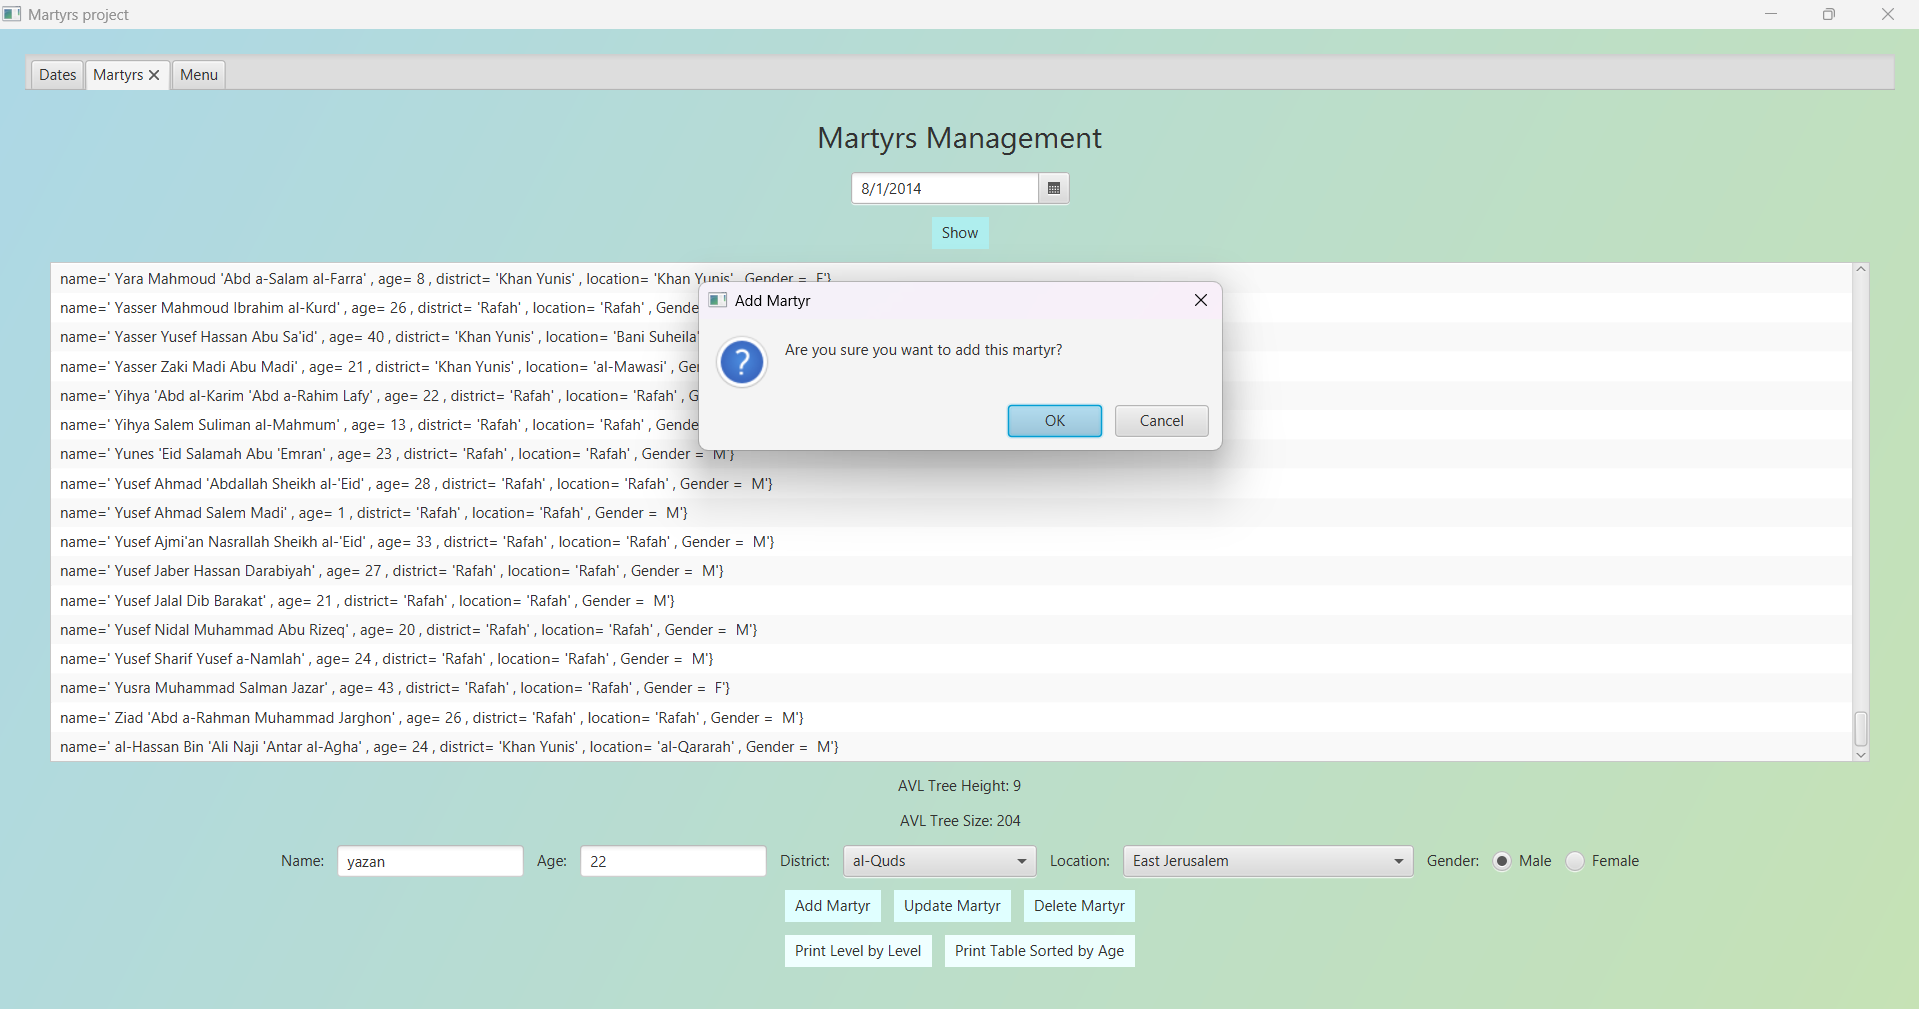 Martyrs project
Dates Martyrs Menu
Martyrs Management
8/1/2014
Show
name=' Yara Mahmoud 'Abd a-Salam al-Farra' , age= 8 , district= 'Khan Yunis' , location= 'Khan Yunis' , Gender = F'}
name=' Yasser Mahmoud Ibrahim al-Kurd' , age= 26 , district= 'Rafah' , location= 'Rafah' , Gende
name=' Yasser Yusef Hassan Abu Sa'id' , age= 40 , district= 'Khan Yunis' , location= 'Bani Suheila'
name=' Yasser Zaki Madi Abu Madi' , age= 21 , district= 'Khan Yunis' , location= 'al-Mawasi' , Ge
name=' Yihya 'Abd al-Karim 'Abd a-Rahim Lafy' , age= 22 , district= 'Rafah' , location= 'Rafah' , G
name=' Yihya Salem Suliman al-Mahmum' , age= 13 , district= 'Rafah' , location= 'Rafah' , Gende
name=' Yunes 'Eid Salamah Abu 'Emran' , age= 23 , district= 'Rafah' , location= 'Rafah' , Gender = M'}
name=' Yusef Ahmad 'Abdallah Sheikh al-'Eid' , age= 28 , district= 'Rafah' , location= 'Rafah' , Gender = M'}
name=' Yusef Ahmad Salem Madi' , age= 1 , district= 'Rafah' , location= 'Rafah' , Gender = M'}
name=' Yusef Ajmi'an Nasrallah Sheikh al-'Eid' , age= 33 , district= 'Rafah' , location= 'Rafah' , Gender = M'}
name=' Yusef Jaber Hassan Darabiyah' , age= 27 , district= 'Rafah' , location= 'Rafah' , Gender = M'}
name=' Yusef Jalal Dib Barakat' , age= 21 , district= 'Rafah' , location= 'Rafah' , Gender = M'}
name=' Yusef Nidal Muhammad Abu Rizeq' , age= 20 , district= 'Rafah' , location= 'Rafah' , Gender = M'}
name=' Yusef Sharif Yusef a-Namlah' , age= 24 , district= 'Rafah' , location= 'Rafah' , Gender = M'}
name=' Yusra Muhammad Salman Jazar' , age= 43 , district= 'Rafah' , location= 'Rafah' , Gender = F'}
name=' Ziad 'Abd a-Rahman Muhammad Jarghon' , age= 26 , district= 'Rafah' , location= 'Rafah' , Gender = M'}
name=' al-Hassan Bin 'Ali Naji 'Antar al-Agha' , age= 24 , district= 'Khan Yunis' , location= 'al-Qararah' , Gender = M'}
Add Martyr
Are you sure you want to add this martyr?
OK Cancel
AVL Tree Height: 9
AVL Tree Size: 204
Name: yazan Age: 22 District: al-Quds Location: East Jerusalem Gender: Male Female
Add Martyr Update Martyr Delete Martyr
Print Level by Level Print Table Sorted by Age